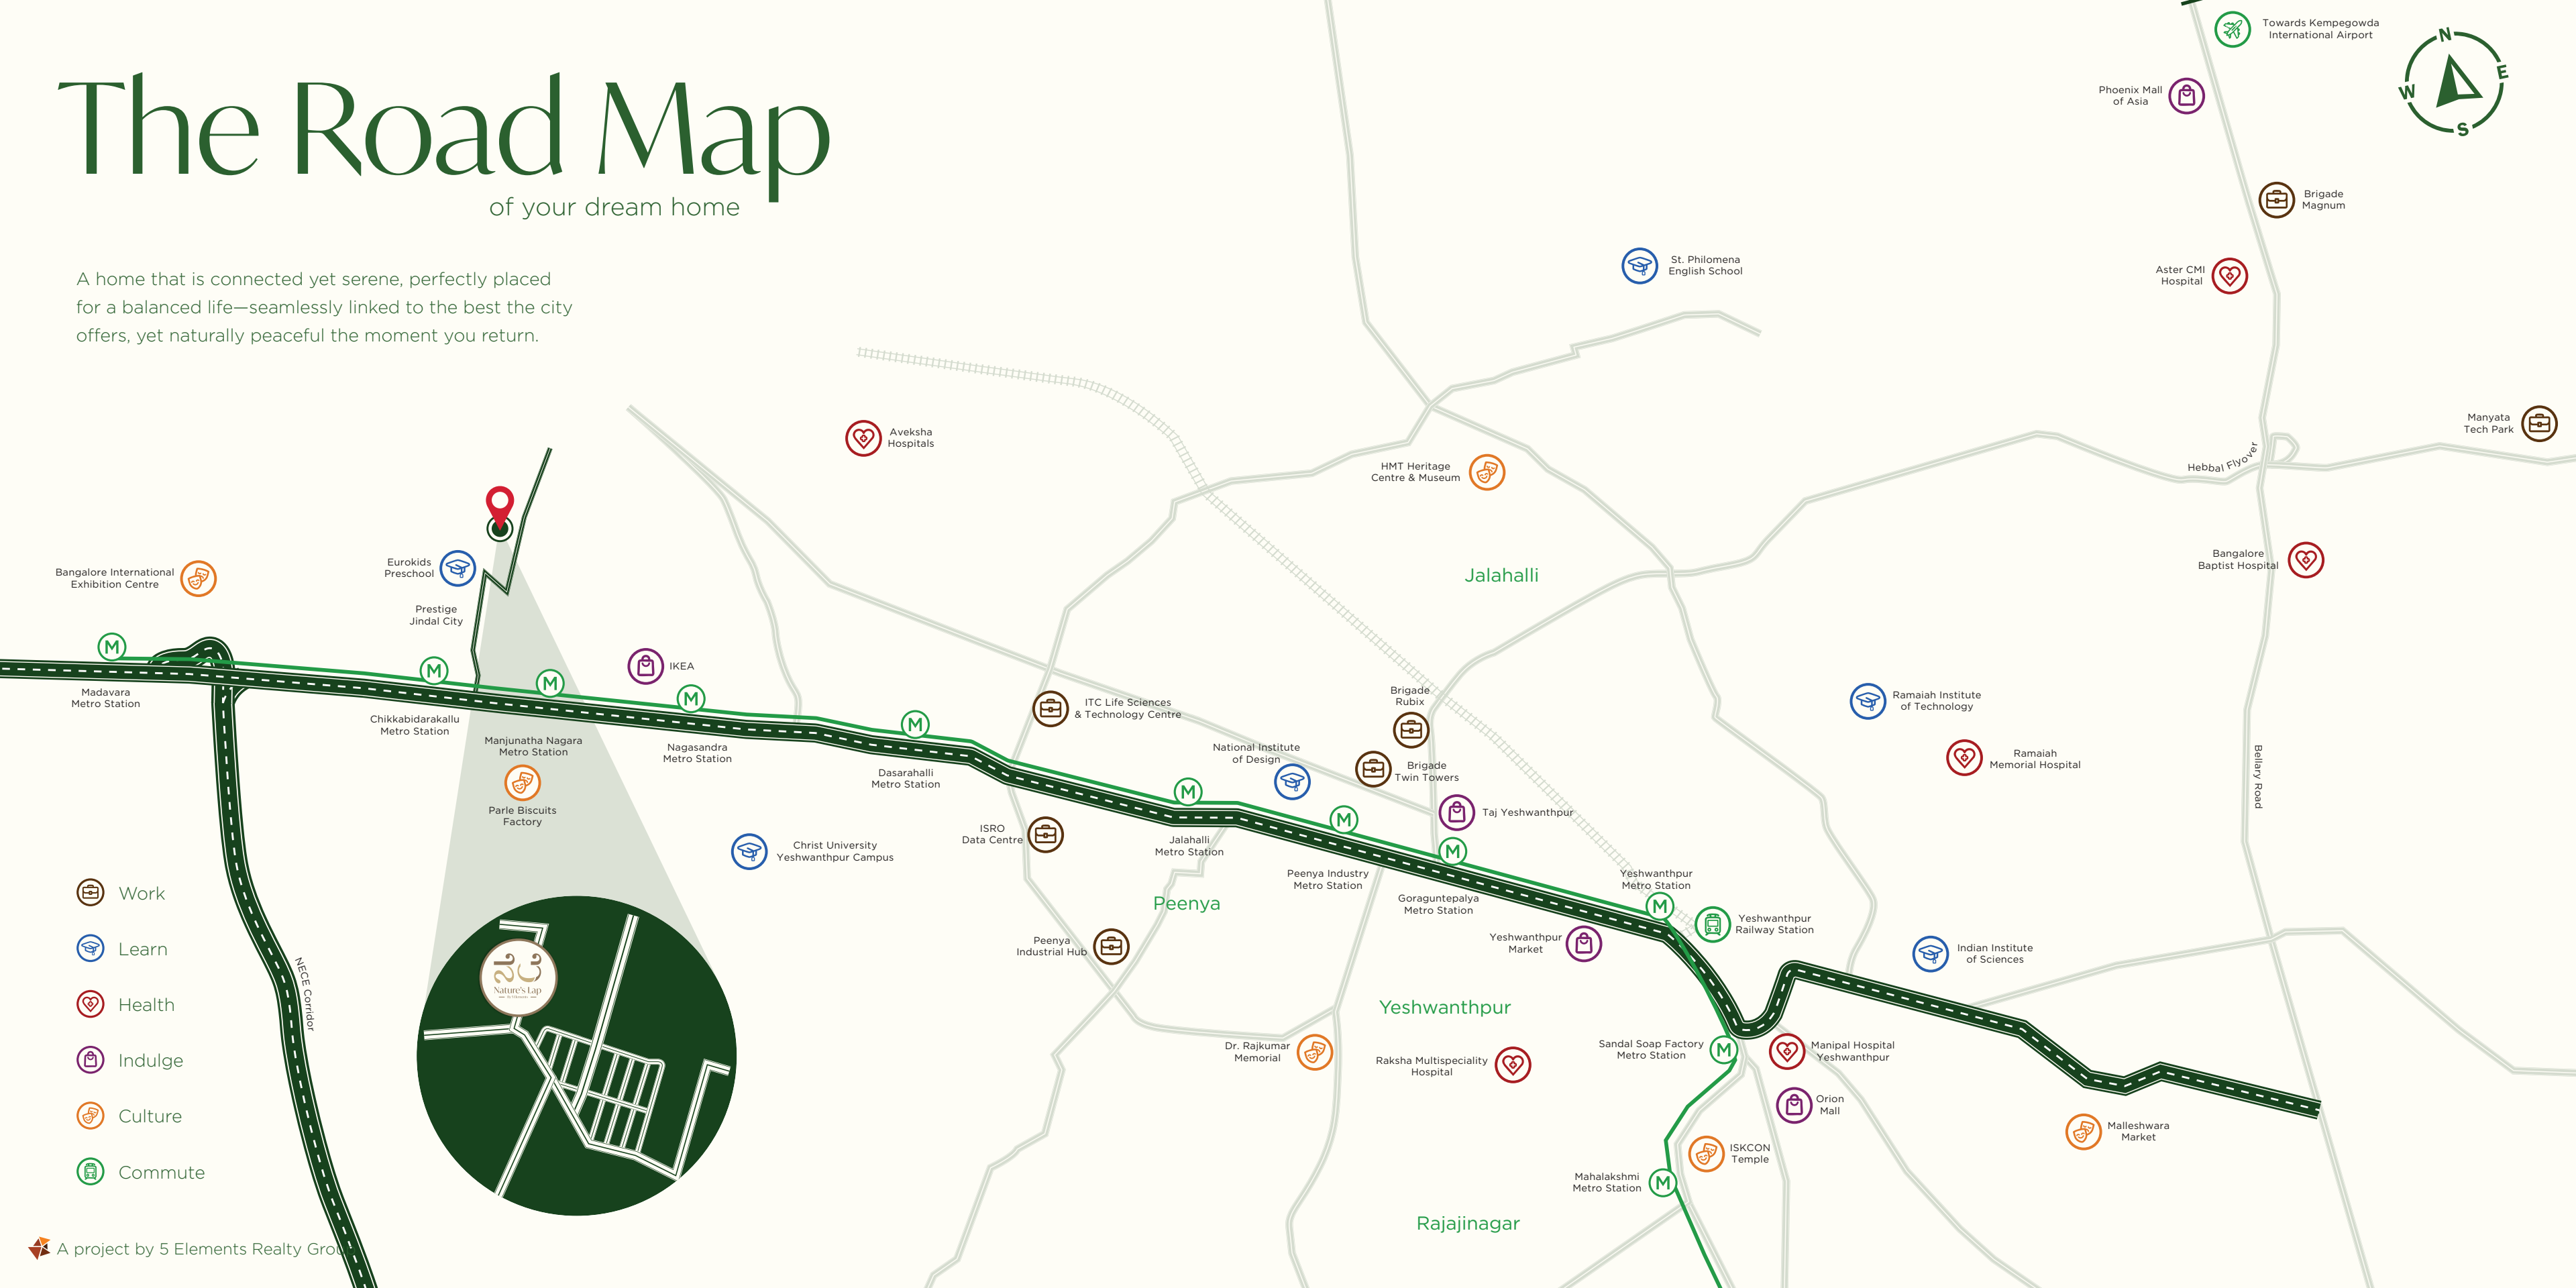 The Road Map
of your dream home
A home that is connected yet serene, perfectly placed
for a balanced life—seamlessly linked to the best the city
offers, yet naturally peaceful the moment you return.
Towards Kempegowda
International Airport
N
E
W
S
Phoenix Mall
of Asia
Brigade
Magnum
St. Philomena
English School
Aster CMI
Hospital
Manyata
Tech Park
Aveksha
Hospitals
HMT Heritage
Centre & Museum
Hebbal Flyover
Bangalore
Baptist Hospital
Jalahalli
Bangalore International
Exhibition Centre
Eurokids
Preschool
Prestige
Jindal City
M
Madavara
Metro Station
M
Chikkabidarakallu
Metro Station
M
Manjunatha Nagara
Metro Station
IKEA
M
Nagasandra
Metro Station
M
Dasarahalli
Metro Station
ITC Life Sciences
& Technology Centre
Brigade
Rubix
National Institute
of Design
Brigade
Twin Towers
Ramaiah Institute
of Technology
Ramaiah
Memorial Hospital
Bellary Road
Parle Biscuits
Factory
Christ University
Yeshwanthpur Campus
ISRO
Data Centre
M
Jalahalli
Metro Station
M
Peenya Industry
Metro Station
Taj Yeshwanthpur
M
Goraguntepalya
Metro Station
Yeshwanthpur
Metro Station
M
Yeshwanthpur
Railway Station
Peenya
Peenya
Industrial Hub
Yeshwanthpur
Market
Indian Institute
of Sciences
Yeshwanthpur
NECE Corridor
Nature's Lap
Dr. Rajkumar
Memorial
Raksha Multispeciality
Hospital
Sandal Soap Factory
Metro Station
M
Manipal Hospital
Yeshwanthpur
Orion
Mall
Malleshwara
Market
ISKCON
Temple
Mahalakshmi
Metro Station
M
Rajajinagar
Work
Learn
Health
Indulge
Culture
Commute
A project by 5 Elements Realty Grou